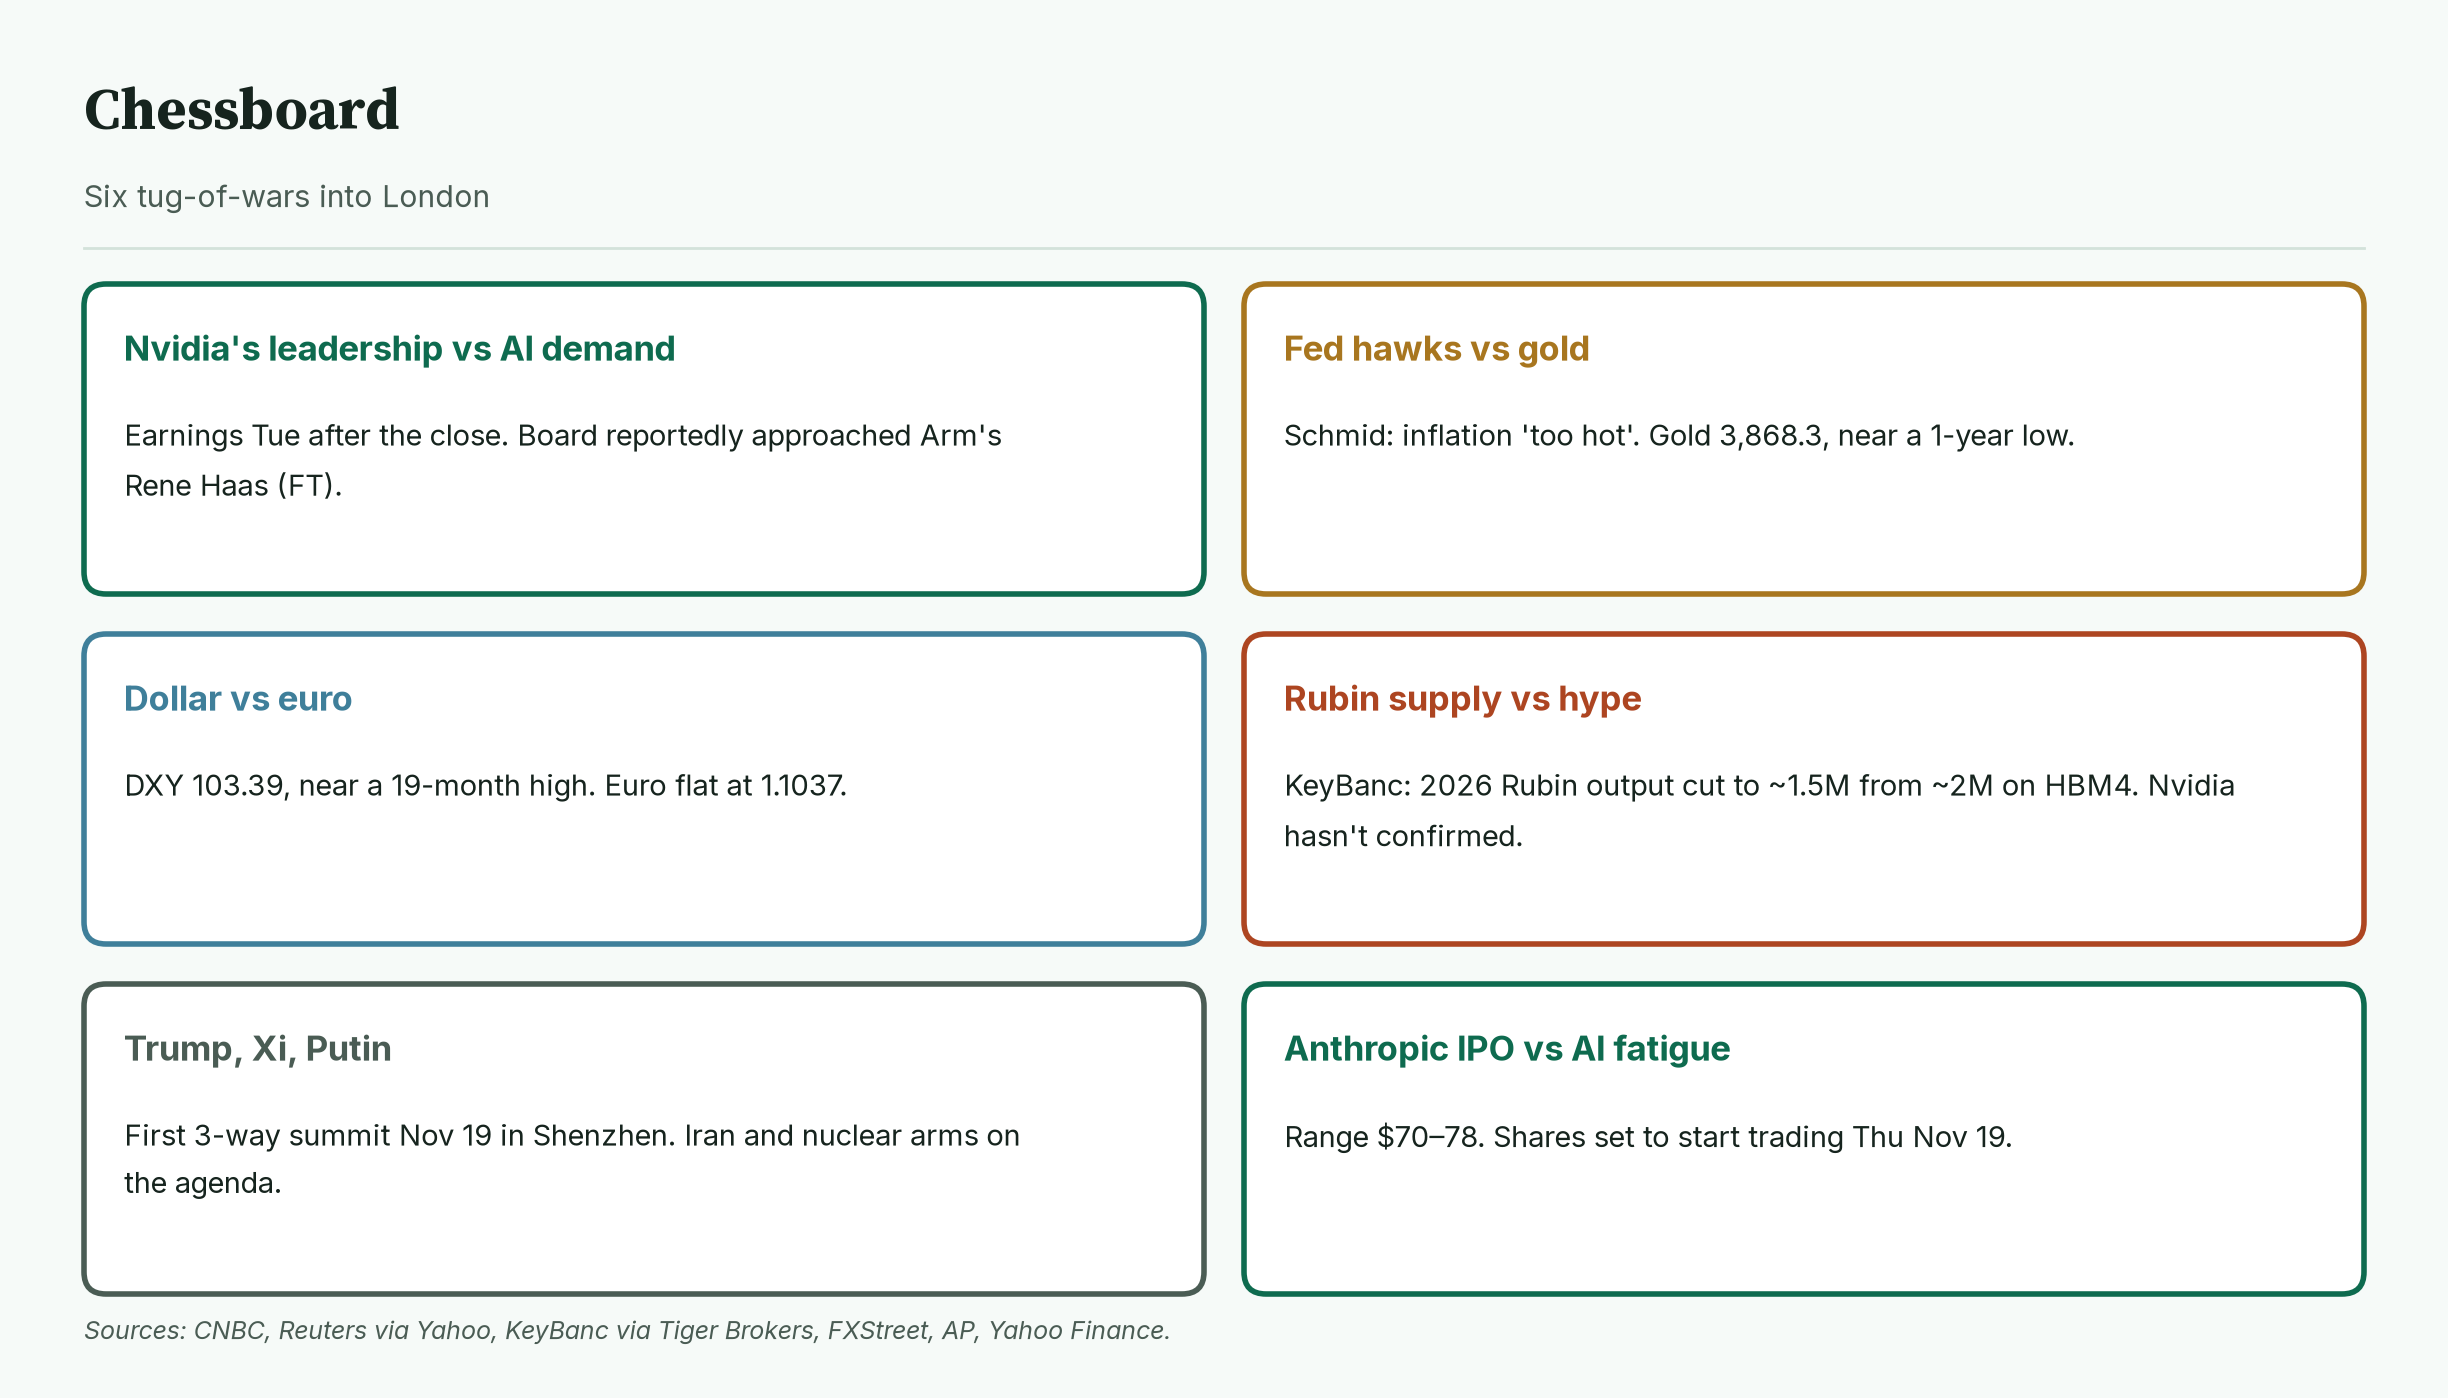 Chessboard
Six tug-of-wars into London
Nvidia's leadership vs AI demand
Earnings Tue after the close. Board reportedly approached Arm's
Rene Haas (FT).
Fed hawks vs gold
Schmid: inflation 'too hot'. Gold 3,868.3, near a 1-year low.
Dollar vs euro
DXY 103.39, near a 19-month high. Euro flat at 1.1037.
Rubin supply vs hype
KeyBanc: 2026 Rubin output cut to ~1.5M from ~2M on HBM4. Nvidia
hasn't confirmed.
Trump, Xi, Putin
First 3-way summit Nov 19 in Shenzhen. Iran and nuclear arms on
the agenda.
Anthropic IPO vs AI fatigue
Range $70–78. Shares set to start trading Thu Nov 19.
Sources: CNBC, Reuters via Yahoo, KeyBanc via Tiger Brokers, FXStreet, AP, Yahoo Finance.